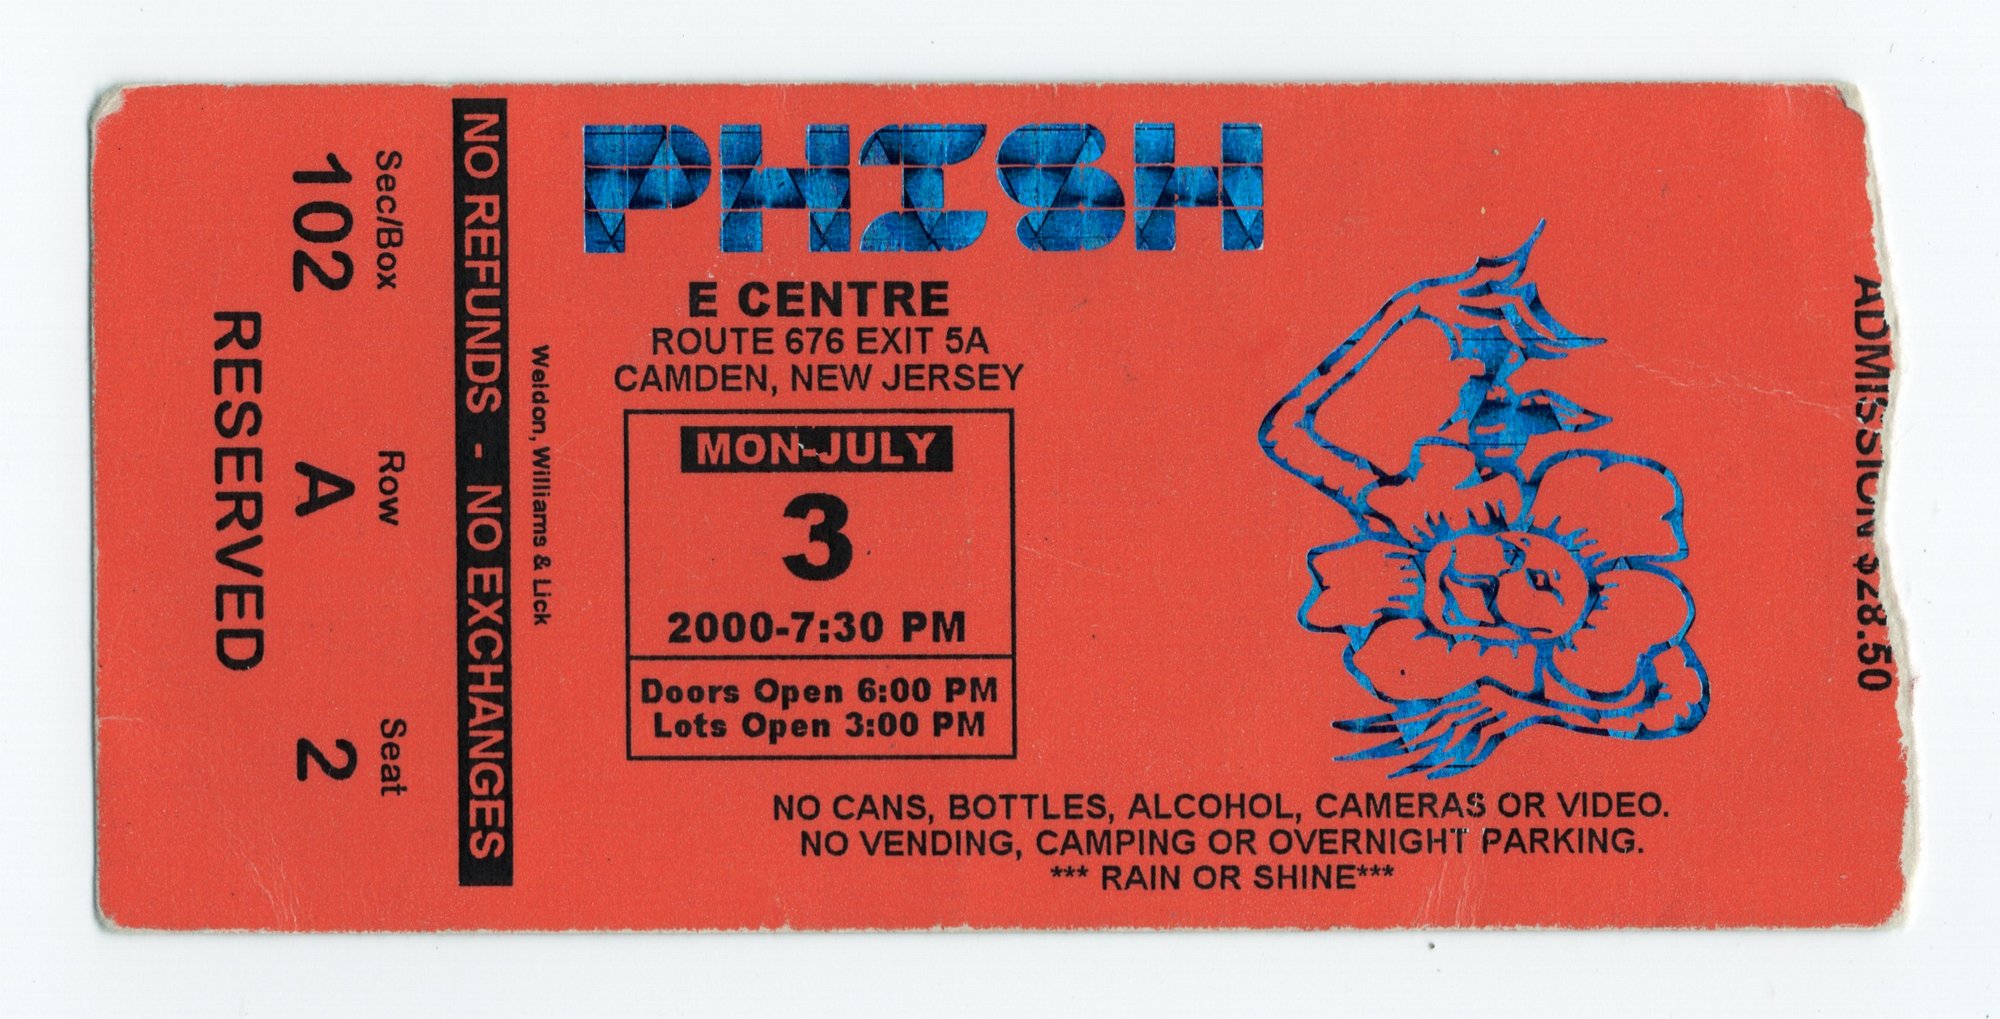 PHISH
E CENTRE
ROUTE 676 EXIT 5A
CAMDEN, NEW JERSEY
MON-JULY
3
2000-7:30 PM
Doors Open 6:00 PM
Lots Open 3:00 PM
NO CANS, BOTTLES, ALCOHOL, CAMERAS OR VIDEO.
NO VENDING, CAMPING OR OVERNIGHT PARKING.
*** RAIN OR SHINE***
ADMISSION $28.50
Weldon, Williams & Lick
NO REFUNDS - NO EXCHANGES
Sec/Box Row Seat
102 A 2
RESERVED